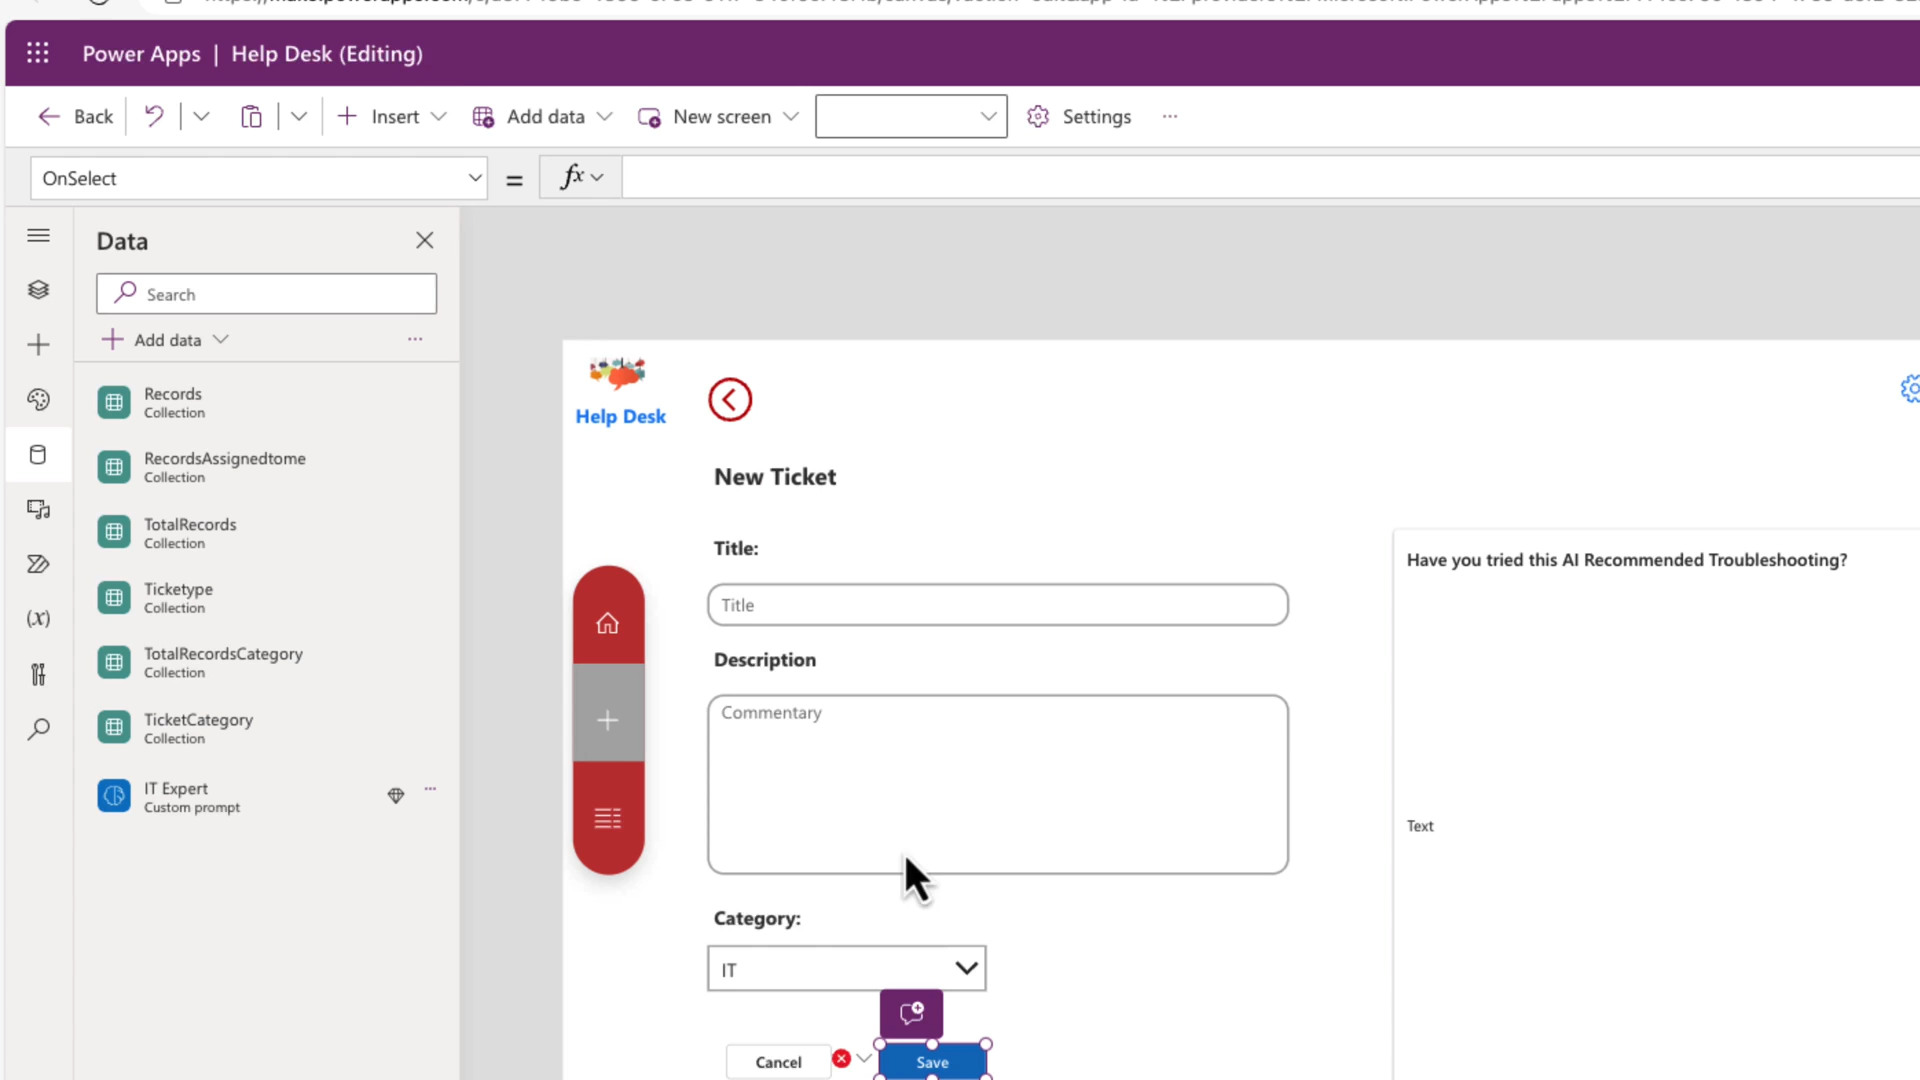 Power Apps | Help Desk (Editing)
Back
Insert
Add data
New screen
Settings
...
OnSelect
=
fx
Data
Search
Add data
...
Records
Collection
RecordsAssignedtome
Collection
TotalRecords
Collection
Ticketype
Collection
TotalRecordsCategory
Collection
TicketCategory
Collection
IT Expert
Custom prompt
...
(x)
Help Desk
New Ticket
Title:
Title
Description
Commentary
Category:
IT
Cancel
Save
Have you tried this AI Recommended Troubleshooting?
Text